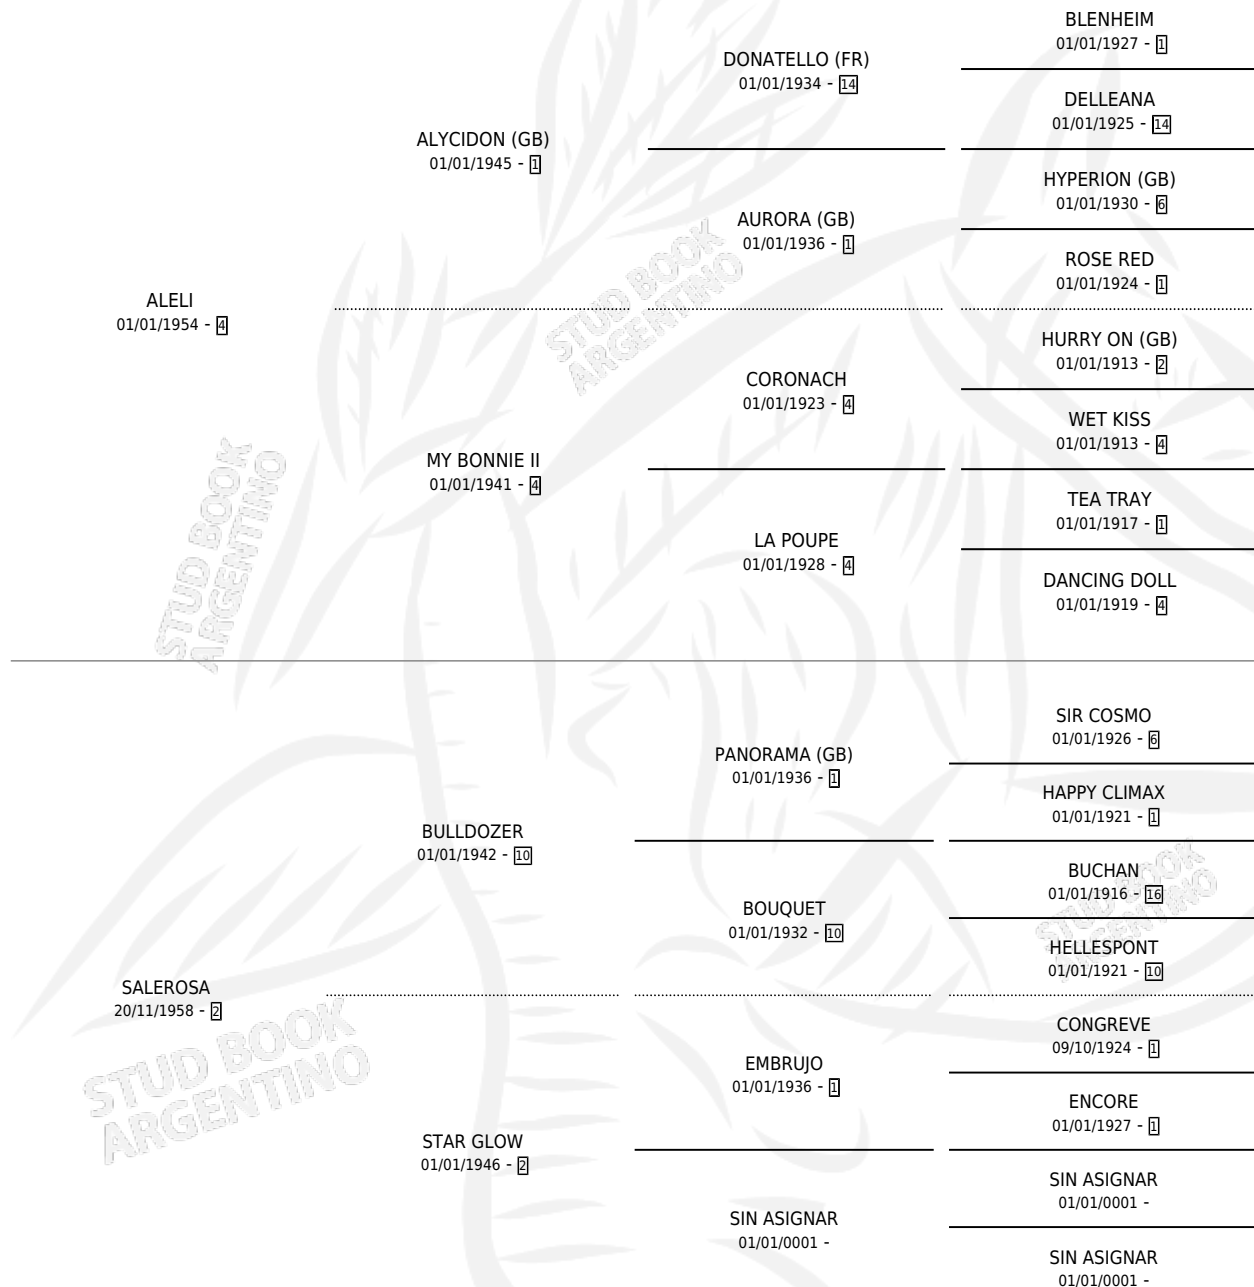 BLENHEIM
01/01/1927 - 1
DONATELLO (FR)
01/01/1934 - 14
DELLEANA
01/01/1925 - 14
ALYCIDON (GB)
01/01/1945 - 1
HYPERION (GB)
01/01/1930 - 6
AURORA (GB)
01/01/1936 - 1
ROSE RED
01/01/1924 - 1
ALELI
01/01/1954 - 4
HURRY ON (GB)
01/01/1913 - 2
CORONACH
01/01/1923 - 4
WET KISS
01/01/1913 - 4
MY BONNIE II
01/01/1941 - 4
TEA TRAY
01/01/1917 - 1
LA POUPE
01/01/1928 - 4
DANCING DOLL
01/01/1919 - 4
SIR COSMO
01/01/1926 - 6
PANORAMA (GB)
01/01/1936 - 1
HAPPY CLIMAX
01/01/1921 - 1
BULLDOZER
01/01/1942 - 10
BUCHAN
01/01/1916 - 16
BOUQUET
01/01/1932 - 10
HELLESPONT
01/01/1921 - 10
SALEROSA
20/11/1958 - 2
CONGREVE
09/10/1924 - 1
EMBRUJO
01/01/1936 - 1
ENCORE
01/01/1927 - 1
STAR GLOW
01/01/1946 - 2
SIN ASIGNAR
01/01/0001 -
SIN ASIGNAR
01/01/0001 -
SIN ASIGNAR
01/01/0001 -
STUD BOOK
ARGENTINO
STUD BOOK
ARGENTINO
STUD BOOK
ARGENTINO
STUD BOOK
ARGENTINO